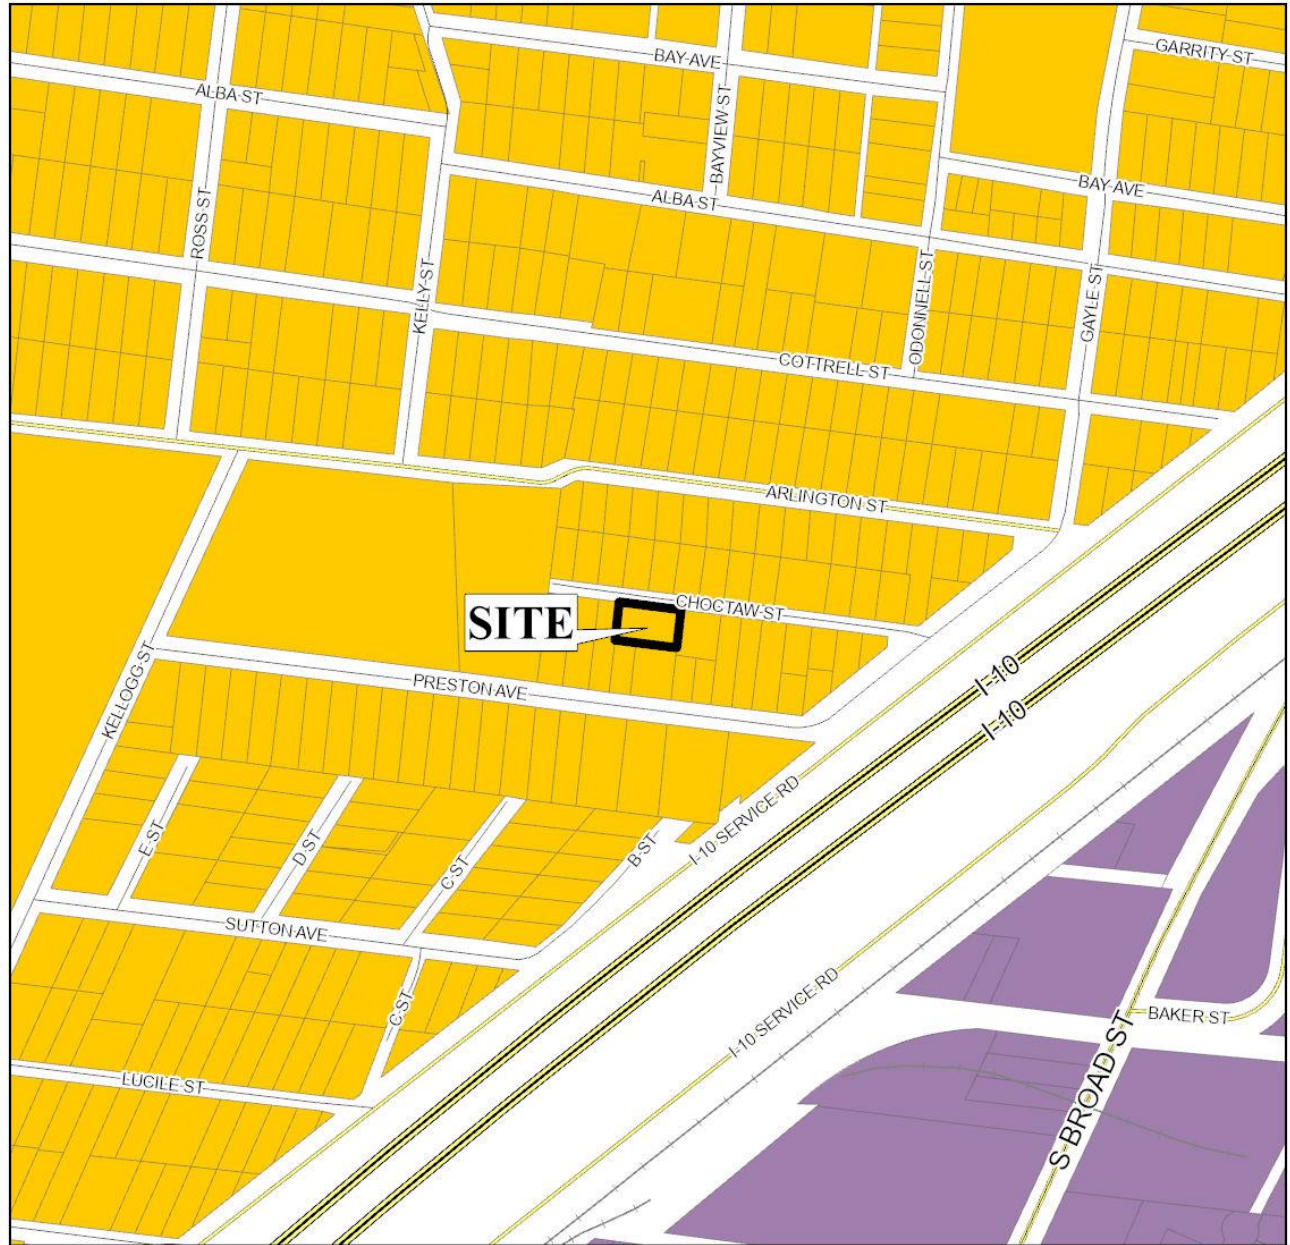 GARRITY ST
BAY AVE
ALBA ST
BAYVIEW ST
BAY AVE
ALBA ST
ROSS ST
KELLY ST
ODONNELL ST
GAYLE ST
COTTRELL ST
ARLINGTON ST
CHOCTAW ST
SITE
KELLOGG ST
PRESTON AVE
I-10
I-10
I-10 SERVICE RD
E ST
D ST
C ST
B ST
SUTTON AVE
C ST
I-10 SERVICE RD
BAKER ST
S BROAD ST
LUCILE ST